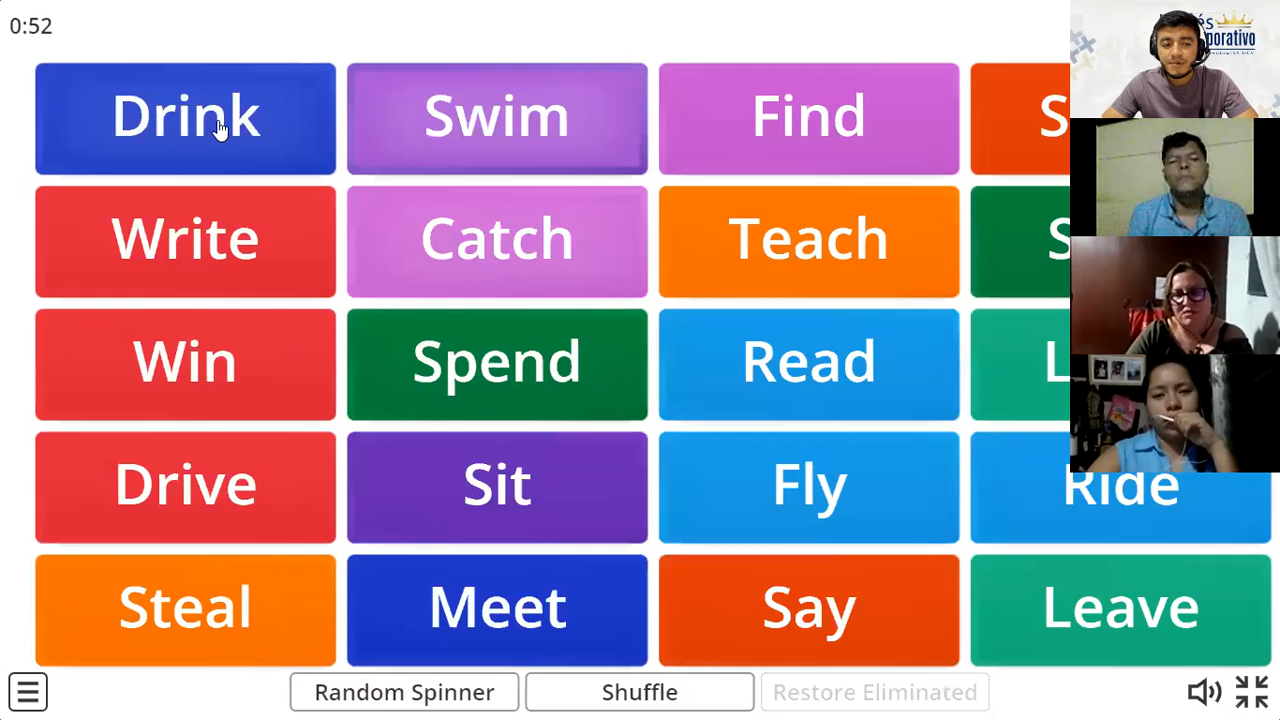 0:52
Drink
Swim
Find
Write
Catch
Teach
Win
Spend
Read
Drive
Sit
Fly
Ride
Steal
Meet
Say
Leave
Random Spinner
Shuffle
Restore Eliminated